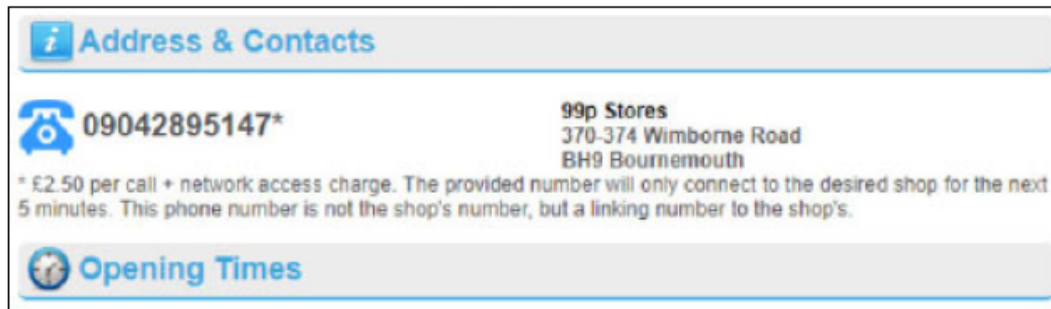 Address & Contacts
09042895147*
99p Stores
370-374 Wimborne Road
BH9 Bournemouth
* £2.50 per call + network access charge. The provided number will only connect to the desired shop for the next
5 minutes. This phone number is not the shop's number, but a linking number to the shop's.
Opening Times